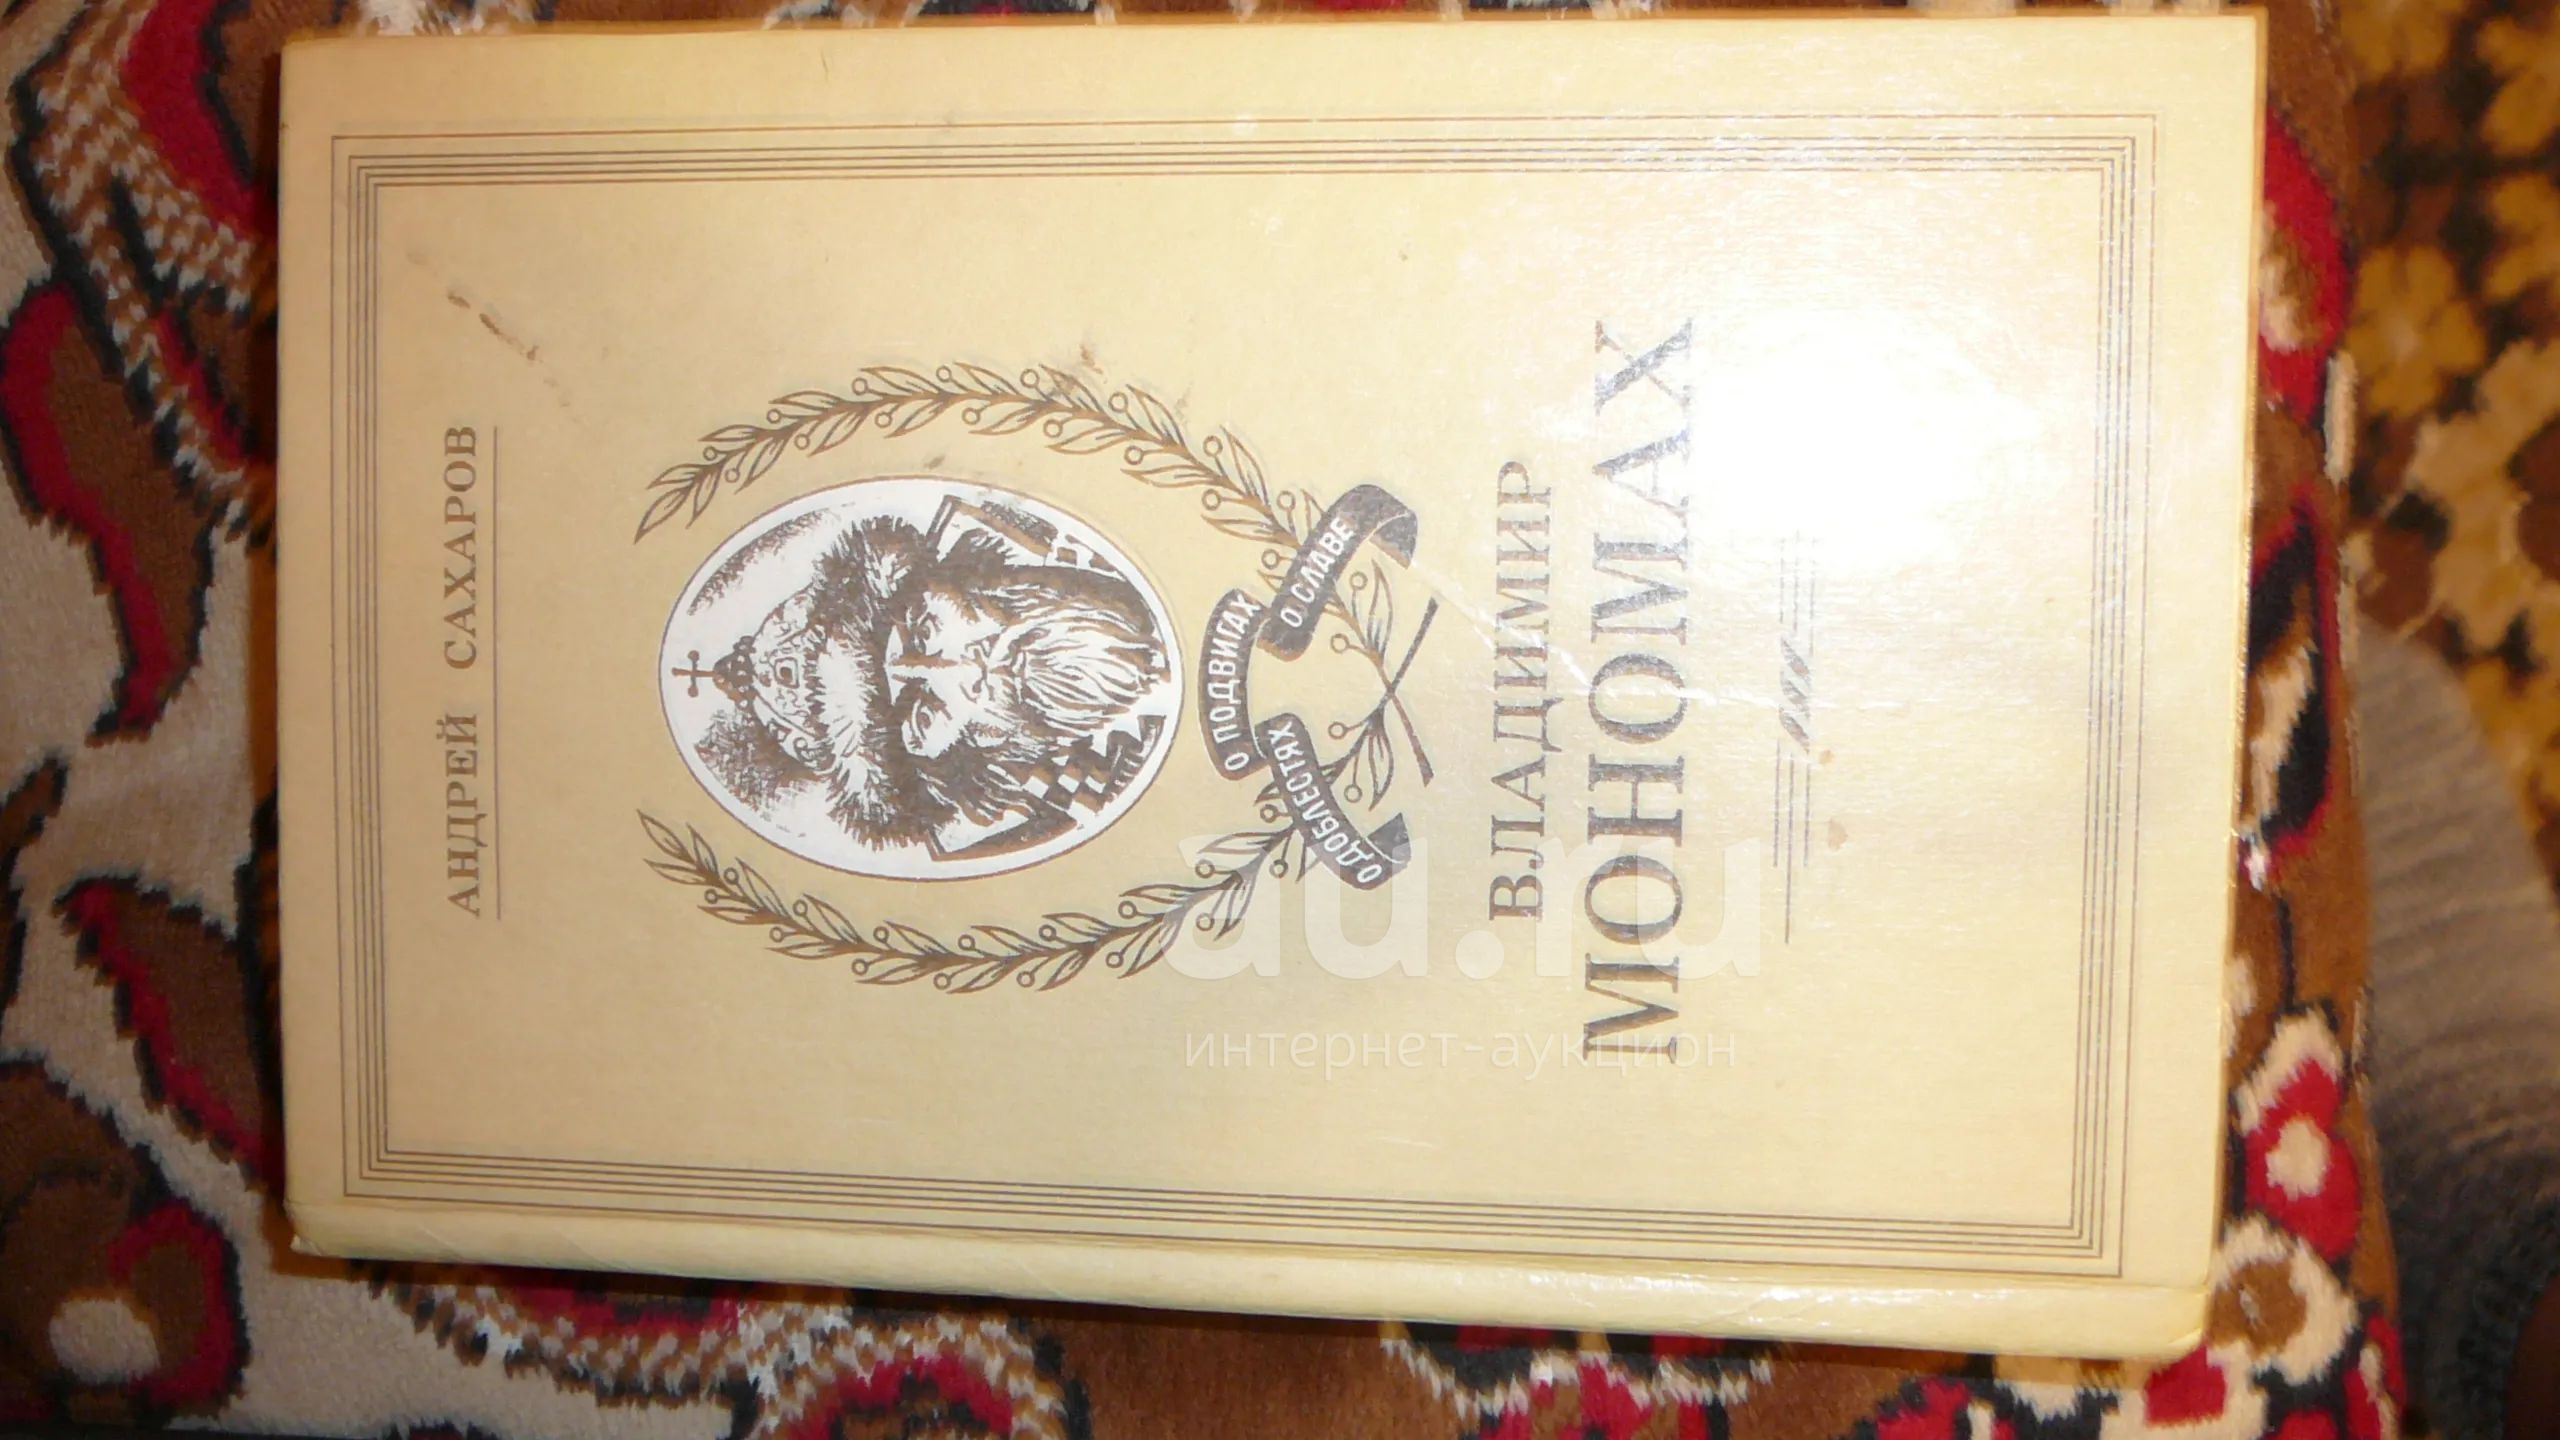 АНДРЕЙ САХАРОВ
О ПОДВИГАХ
О ДОБЛЕСТЯХ
О СЛАВЕ
ВЛАДИМИР
МОНОМАХ
au.ru
интернет-аукцион